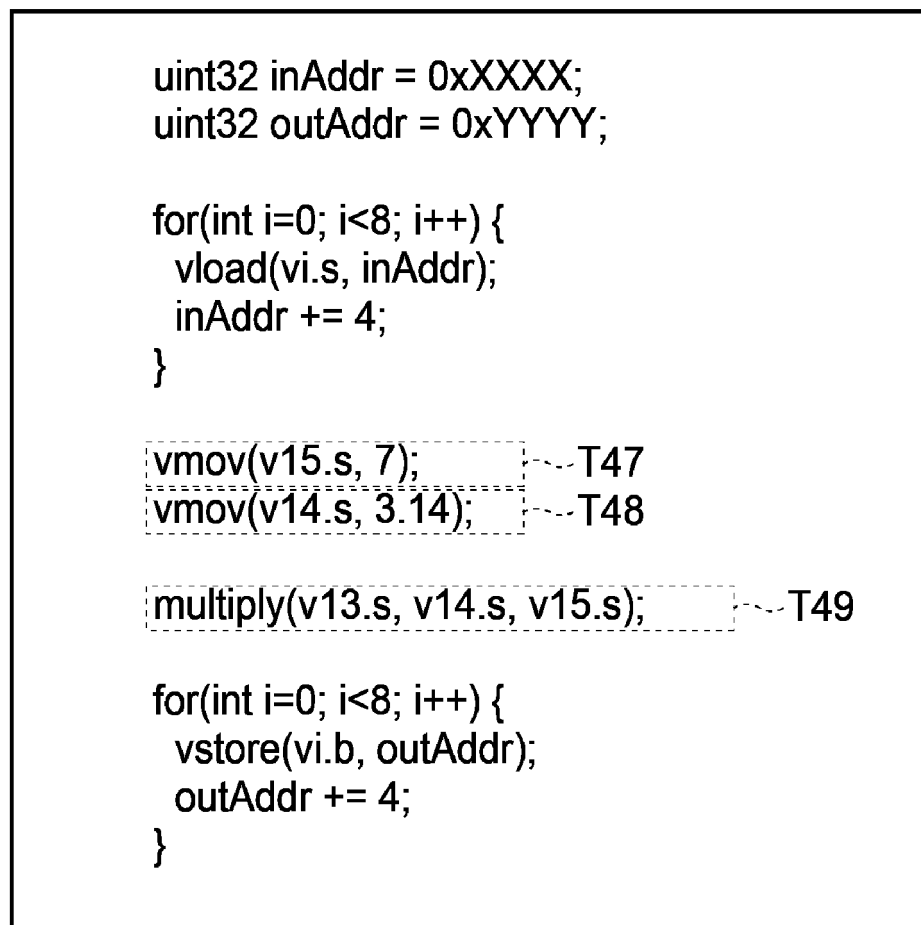 uint32 inAddr = 0xXXXX;
uint32 outAddr = 0xYYYY;
for(int i=0; i<8; i++) {
vload(vi.s, inAddr);
inAddr += 4;
}
vmov(v15.s, 7); T47
vmov(v14.s, 3.14); T48
multiply(v13.s, v14.s, v15.s); T49
for(int i=0; i<8; i++) {
vstore(vi.b, outAddr);
outAddr += 4;
}